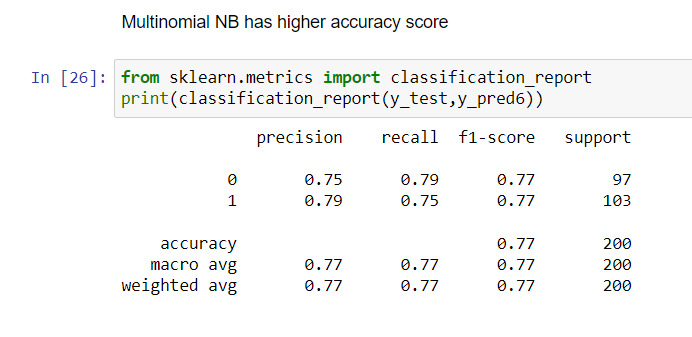 Multinomial NB has higher accuracy score
In [26]: from sklearn.metrics import classification_report
print(classification_report(y_test,y_pred6))
precision recall f1-score support
0 0.75 0.79 0.77 97
1 0.79 0.75 0.77 103
accuracy 0.77 200
macro avg 0.77 0.77 0.77 200
weighted avg 0.77 0.77 0.77 200